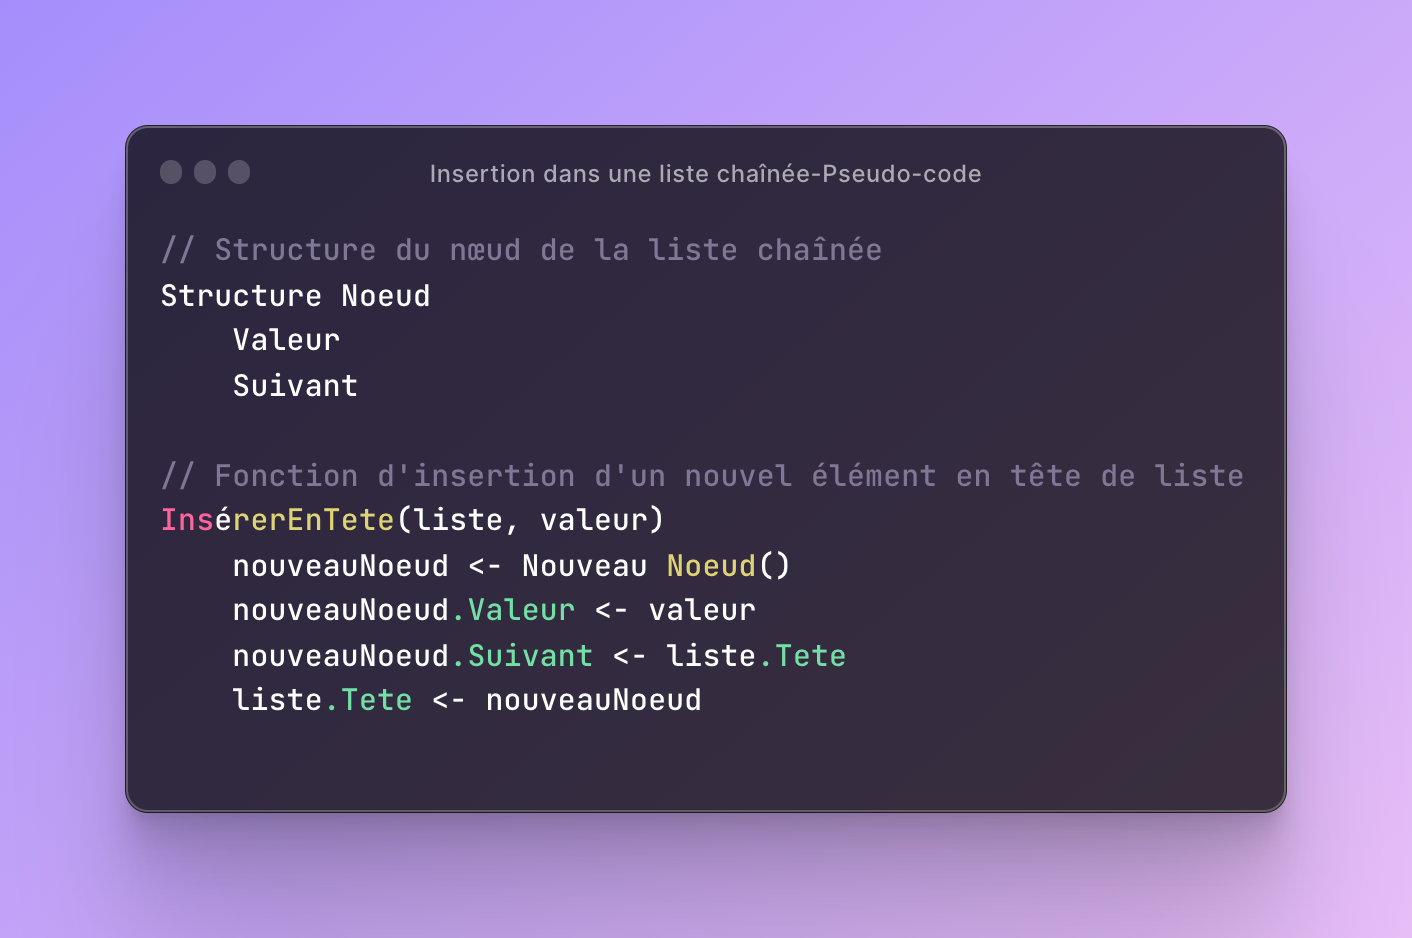 Insertion dans une liste chaînée-Pseudo-code
// Structure du nœud de la liste chaînée
Structure Noeud
    Valeur
    Suivant

// Fonction d'insertion d'un nouvel élément en tête de liste
InsérerEnTete(liste, valeur)
    nouveauNoeud <- Nouveau Noeud()
    nouveauNoeud.Valeur <- valeur
    nouveauNoeud.Suivant <- liste.Tete
    liste.Tete <- nouveauNoeud